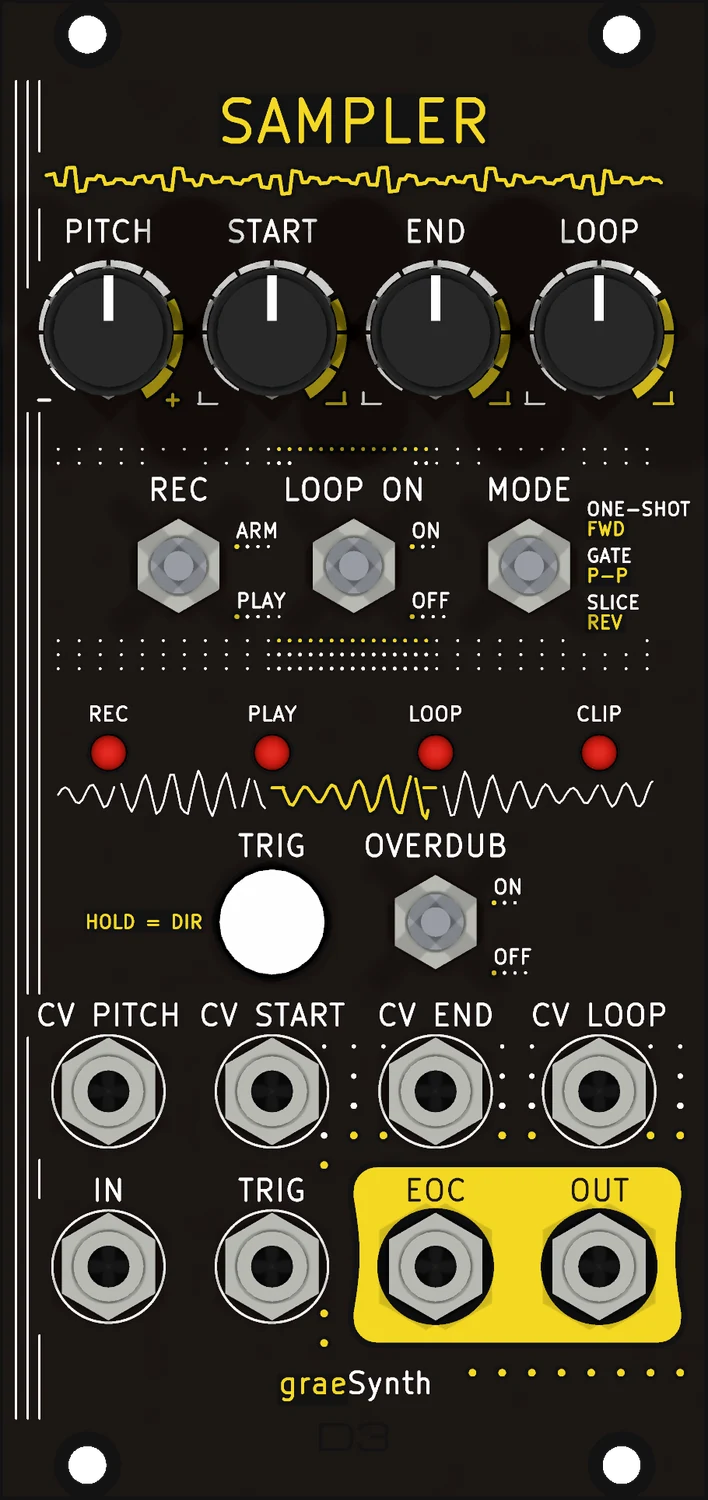 SAMPLER
PITCH START END LOOP
- +
REC LOOP ON MODE
ARM
PLAY
ON
OFF
ONE-SHOT
FWD
GATE
P-P
SLICE
REV
REC PLAY LOOP CLIP
TRIG OVERDUB
HOLD = DIR
ON
OFF
CV PITCH CV START CV END CV LOOP
IN TRIG EOC OUT
graeSynth
D3